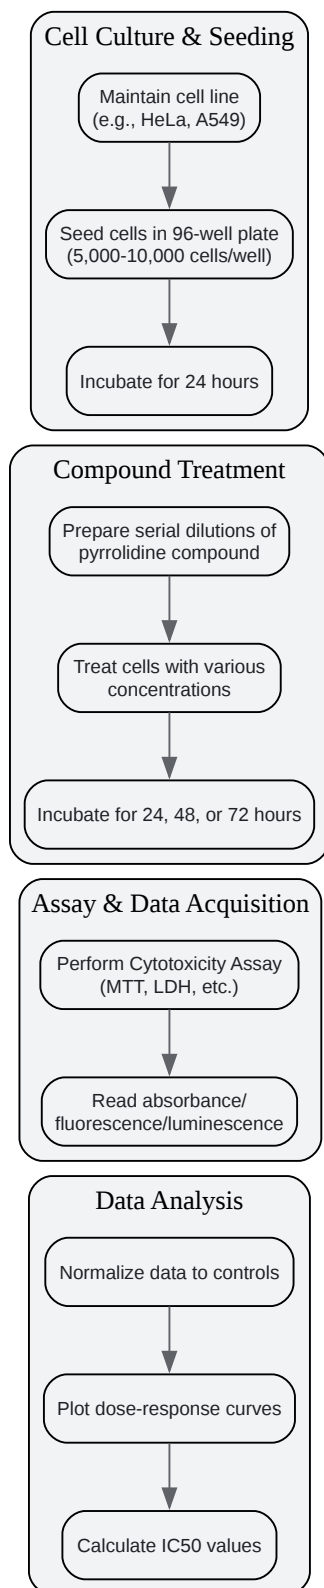 Cell Culture & Seeding
Maintain cell line
(e.g., HeLa, A549)
Seed cells in 96-well plate
(5,000-10,000 cells/well)
Incubate for 24 hours
Compound Treatment
Prepare serial dilutions of
pyrrolidine compound
Treat cells with various
concentrations
Incubate for 24, 48, or 72 hours
Assay & Data Acquisition
Perform Cytotoxicity Assay
(MTT, LDH, etc.)
Read absorbance/
fluorescence/luminescence
Data Analysis
Normalize data to controls
Plot dose-response curves
Calculate IC50 values